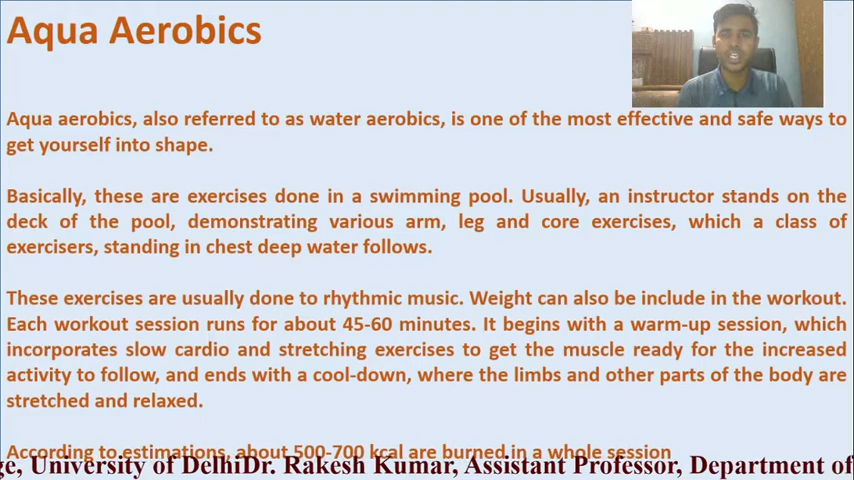 Aqua Aerobics
Aqua aerobics, also referred to as water aerobics, is one of the most effective and safe ways to
get yourself into shape.
Basically, these are exercises done in a swimming pool. Usually, an instructor stands on the
deck of the pool, demonstrating various arm, leg and core exercises, which a class of
exercisers, standing in chest deep water follows.
These exercises are usually done to rhythmic music. Weight can also be include in the workout.
Each workout session runs for about 45-60 minutes. It begins with a warm-up session, which
incorporates slow cardio and stretching exercises to get the muscle ready for the increased
activity to follow, and ends with a cool-down, where the limbs and other parts of the body are
stretched and relaxed.
According to estimations, about 500-700 kcal are burned in a whole session
ge, University of DelhiDr. Rakesh Kumar, Assistant Professor, Department of